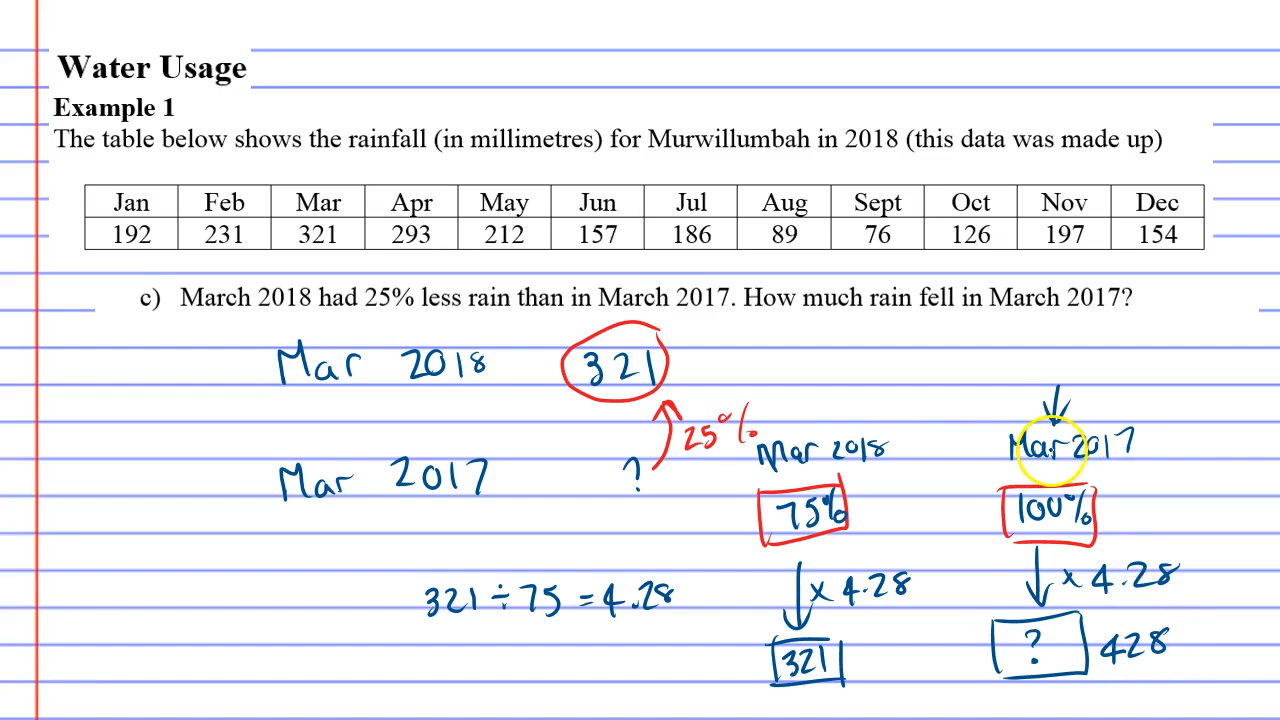 Water Usage
Example 1
The table below shows the rainfall (in millimetres) for Murwillumbah in 2018 (this data was made up)
Jan Feb Mar Apr May Jun Jul Aug Sept Oct Nov Dec
192 231 321 293 212 157 186 89 76 126 197 154
c) March 2018 had 25% less rain than in March 2017. How much rain fell in March 2017?
Mar 2018 321
25%
Mar 2018 Mar 2017
Mar 2017 ?
75% 100%
321 ÷ 75 = 4.28 × 4.28 × 4.28
321 ? 428